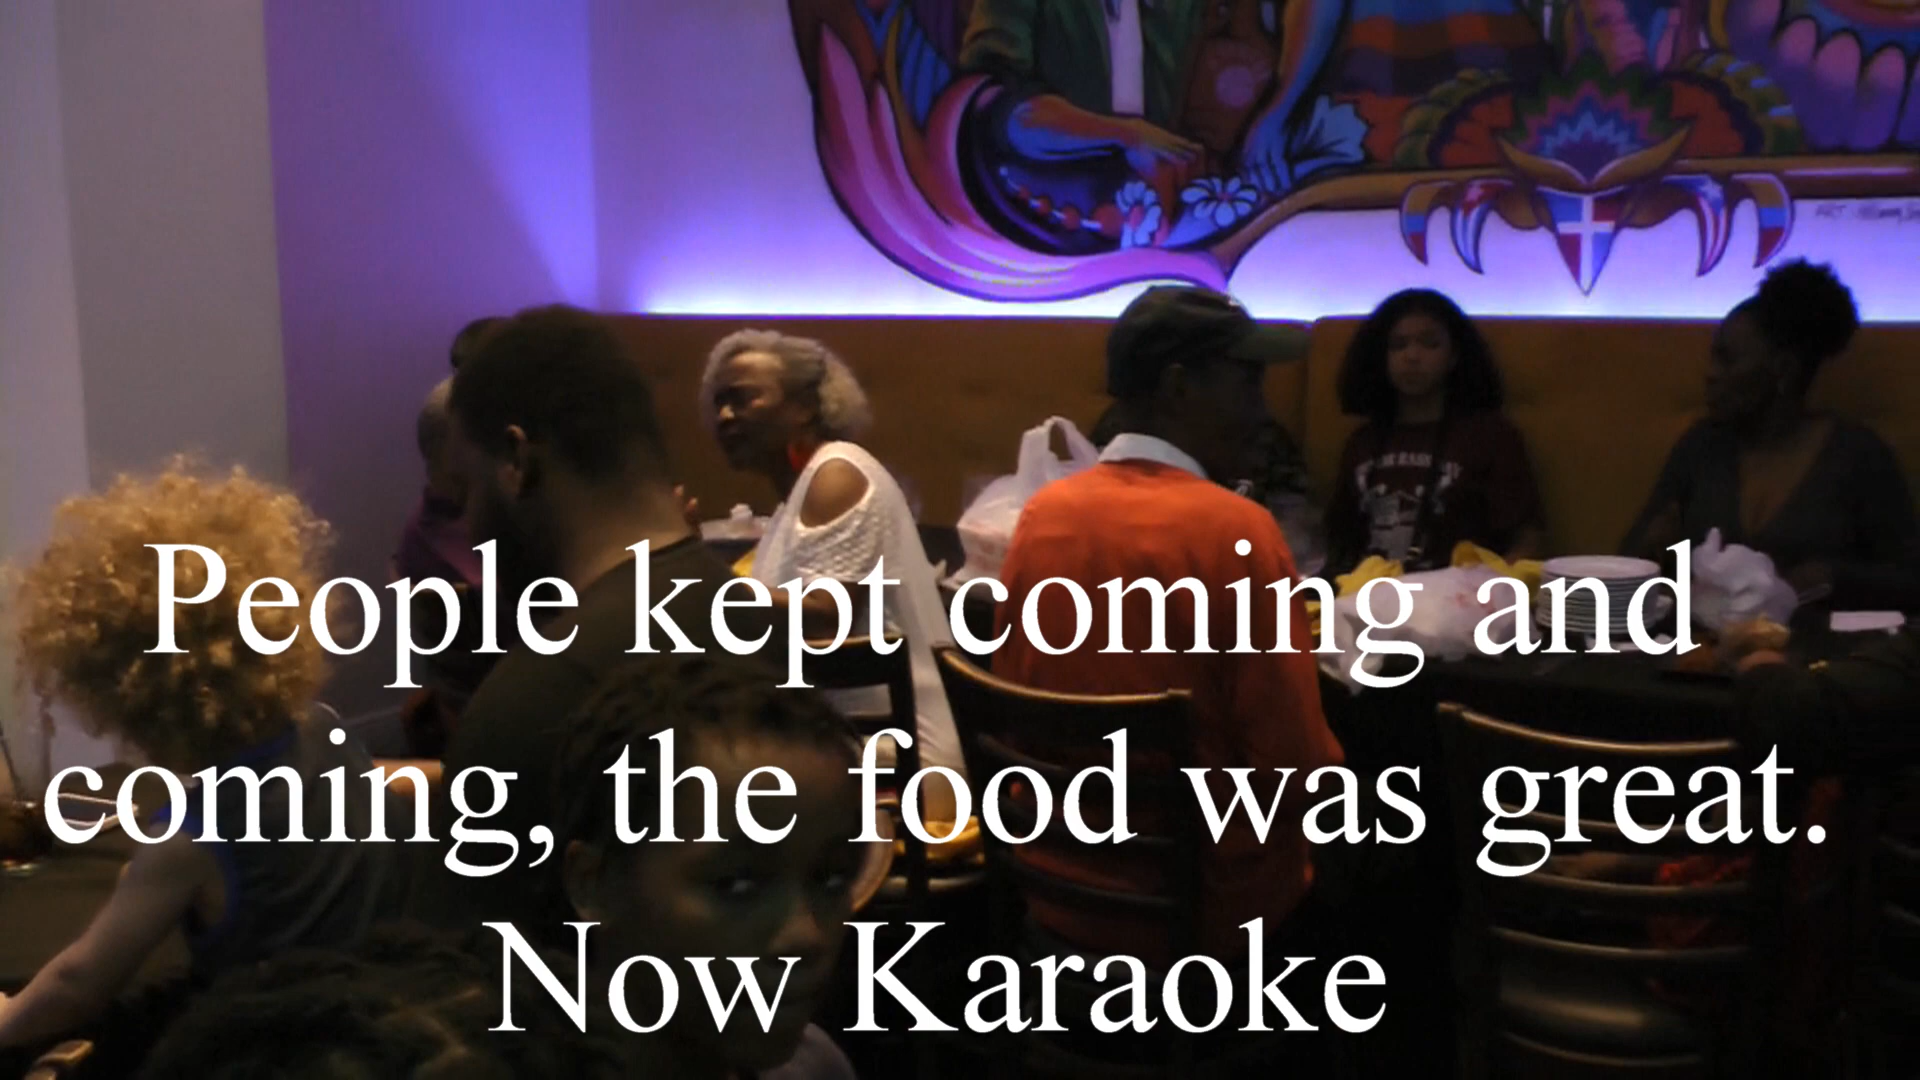 People kept coming and
coming, the food was great.
Now Karaoke